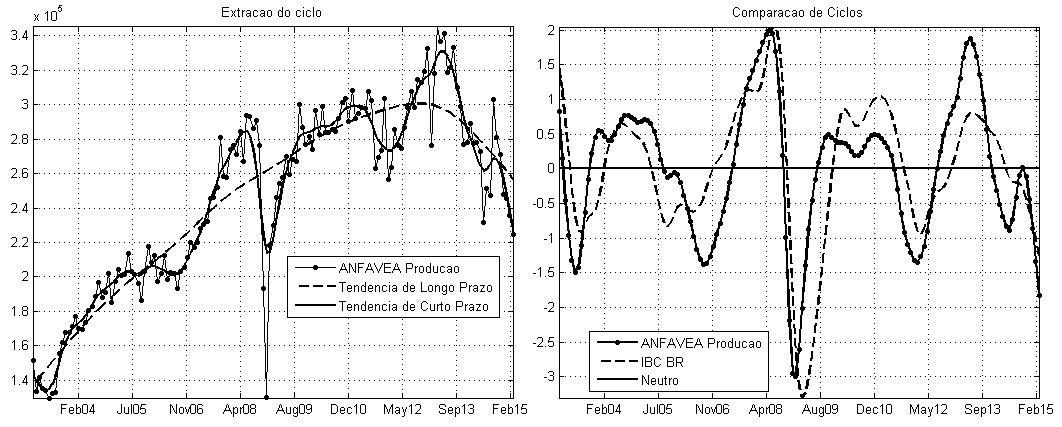 Extracao do ciclo
x 10⁵
3.4
3.2
3
2.8
2.6
2.4
2.2
2
1.8
1.6
1.4
ANFAVEA Producao
Tendencia de Longo Prazo
Tendencia de Curto Prazo
Feb04 Jul05 Nov06 Apr08 Aug09 Dec10 May12 Sep13 Feb15
Comparacao de Ciclos
2
1.5
1
0.5
0
-0.5
-1
-1.5
-2
-2.5
-3
ANFAVEA Producao
IBC BR
Neutro
Feb04 Jul05 Nov06 Apr08 Aug09 Dec10 May12 Sep13 Feb15